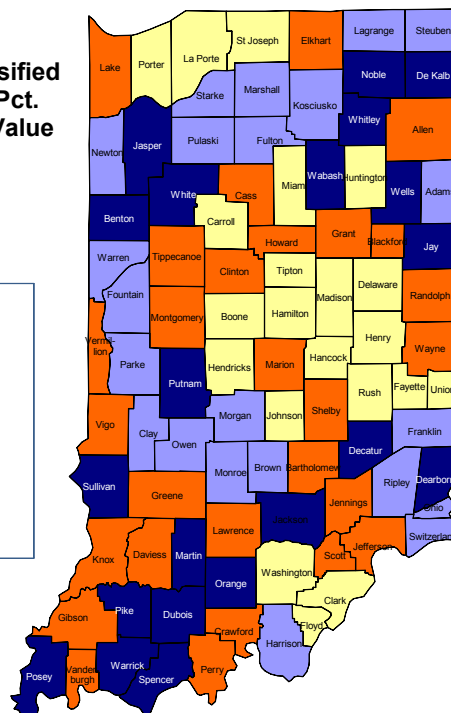 sified
Pct.
Value
Lake
Porter
La Porte
St Joseph
Elkhart
Lagrange
Steuben
Noble
De Kalb
Starke
Marshall
Kosciusko
Whitley
Allen
Newton
Jasper
Pulaski
Fulton
Miami
Wabash
Huntington
Wells
Adam
Benton
White
Cass
Carroll
Howard
Grant
Blackford
Jay
Warren
Tippecanoe
Clinton
Tipton
Madison
Delaware
Randolph
Fountain
Montgomery
Boone
Hamilton
Henry
Wayne
Vermil-
lion
Parke
Putnam
Hendricks
Marion
Hancock
Rush
Fayette
Union
Vigo
Clay
Owen
Morgan
Johnson
Shelby
Decatur
Franklin
Sullivan
Greene
Monroe
Brown
Bartholomew
Ripley
Dearborn
Ohio
Knox
Daviess
Martin
Lawrence
Jackson
Jennings
Jefferson
Switzerland
Scott
Washington
Orange
Clark
Floyd
Harrison
Gibson
Pike
Dubois
Crawford
Perry
Posey
Vander
burgh
Warrick
Spencer